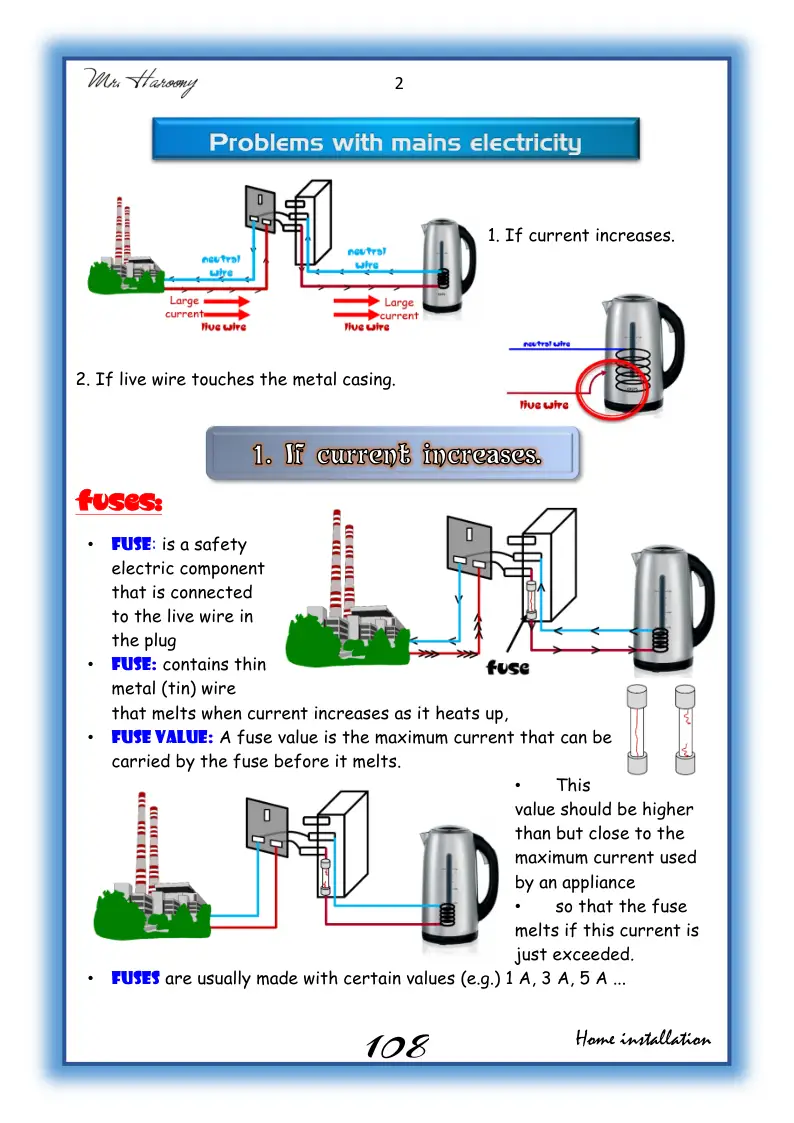 Mr. Haroony
2
Problems with mains electricity
1. If current increases.
neutral
wire
neutral
wire
Large
current
Large
current
live wire
live wire
neutral wire
live wire
2. If live wire touches the metal casing.
1. If current increases.
fuses:
• FUSE: is a safety
electric component
that is connected
to the live wire in
the plug
• FUSE: contains thin
metal (tin) wire
that melts when current increases as it heats up,
fuse
• FUSE VALUE: A fuse value is the maximum current that can be
carried by the fuse before it melts.
• This
value should be higher
than but close to the
maximum current used
by an appliance
• so that the fuse
melts if this current is
just exceeded.
• FUSES are usually made with certain values (e.g.) 1 A, 3 A, 5 A ...
108
Home installation